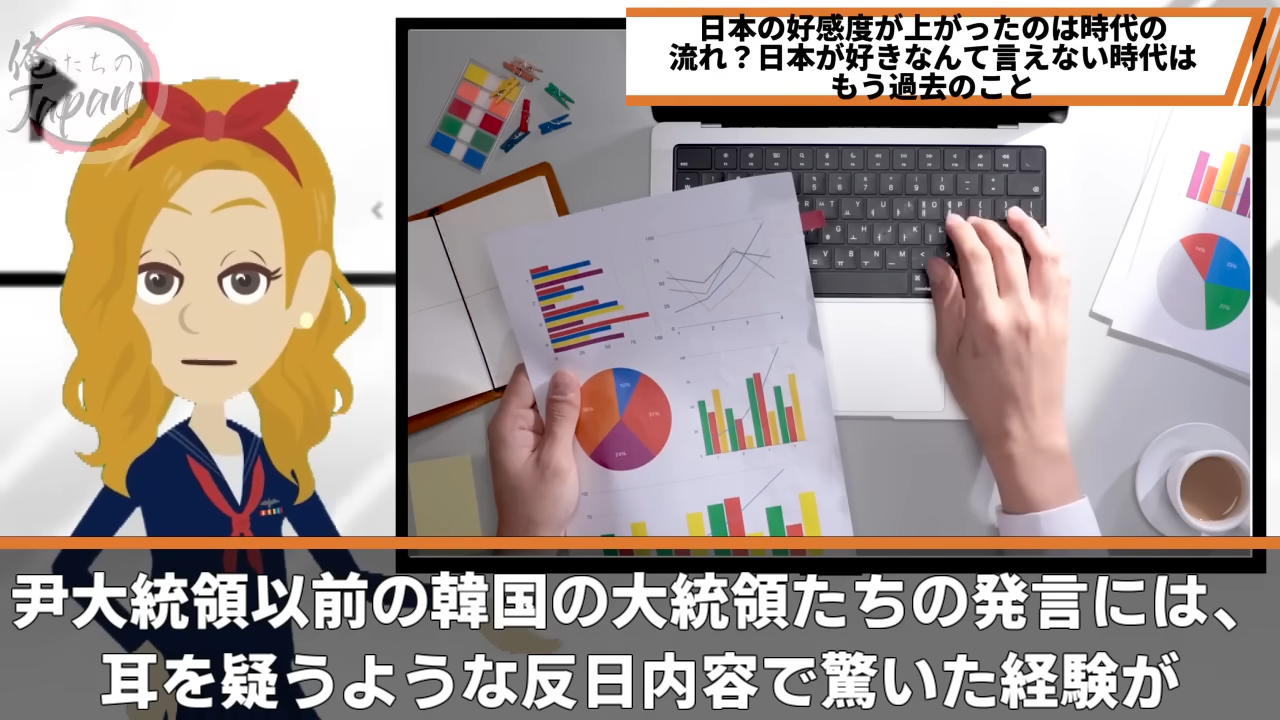 俺たちの
Japan
日本の好感度が上がったのは時代の
流れ？日本が好きなんて言えない時代は
もう過去のこと
尹大統領以前の韓国の大統領たちの発言には、
耳を疑うような反日内容で驚いた経験が